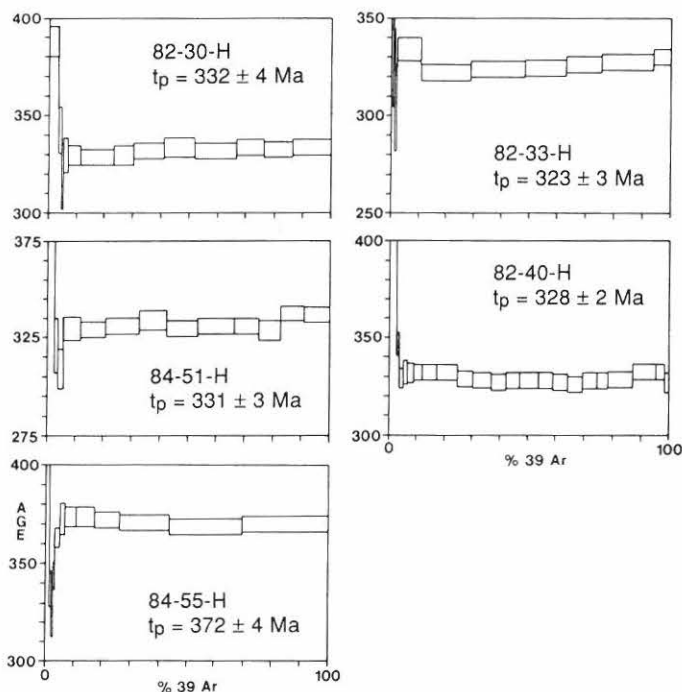 400
350
300
82-30-H
tp = 332 ± 4 Ma
350
300
250
82-33-H
tp = 323 ± 3 Ma
375
325
275
84-51-H
tp = 331 ± 3 Ma
400
350
300
82-40-H
tp = 328 ± 2 Ma
0
100
% 39 Ar
400
AGE
350
300
84-55-H
tp = 372 ± 4 Ma
0
100
% 39 Ar